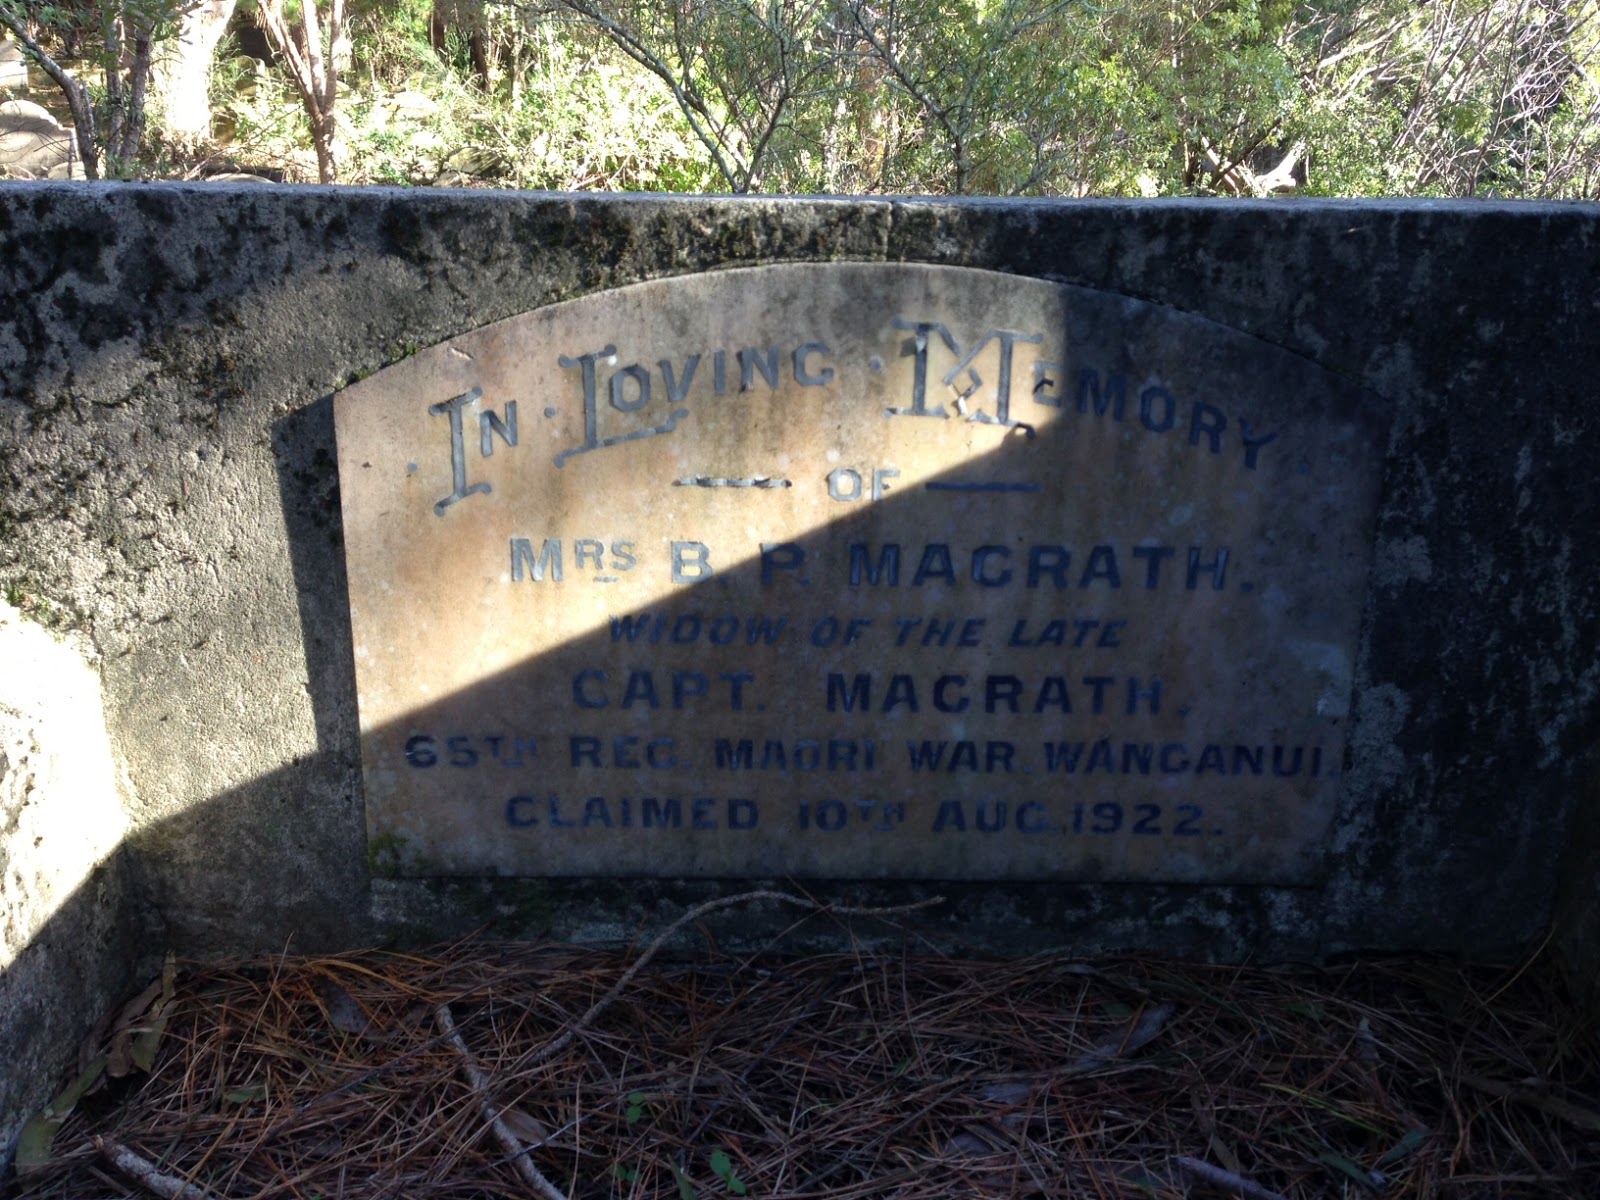 · IN · LOVING · MEMORY ·
— OF —
MRS B. P. MACRATH.
WIDOW OF THE LATE
CAPT. MACRATH.
65TH REG. MAORI WAR. WANGANUI.
CLAIMED 10TH AUG. 1922.